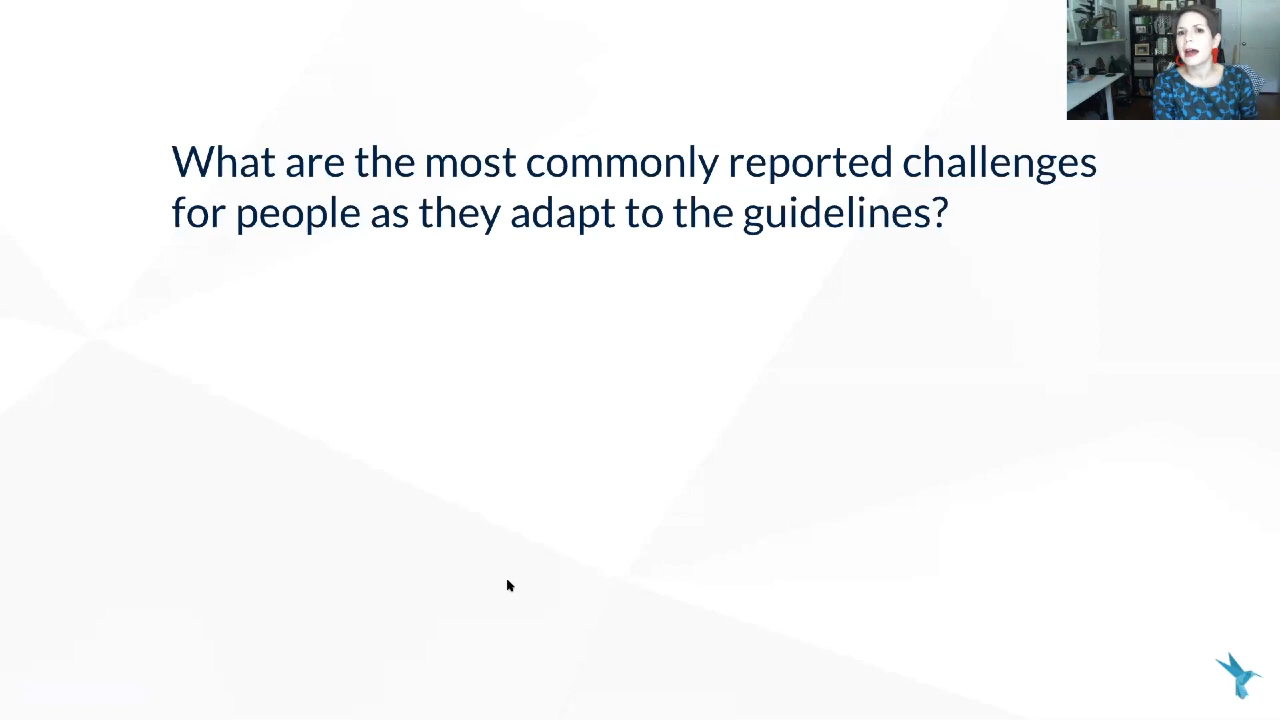 What are the most commonly reported challenges
for people as they adapt to the guidelines?